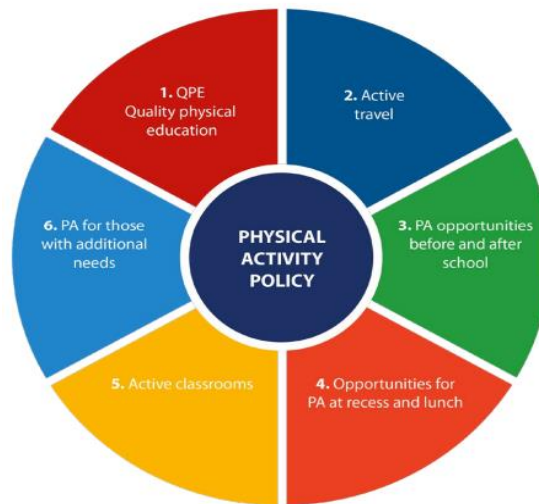 1. QPE
Quality physical
education
2. Active
travel
3. PA opportunities
before and after
school
4. Opportunities for
PA at recess and lunch
5. Active classrooms
6. PA for those
with additional
needs
PHYSICAL
ACTIVITY
POLICY